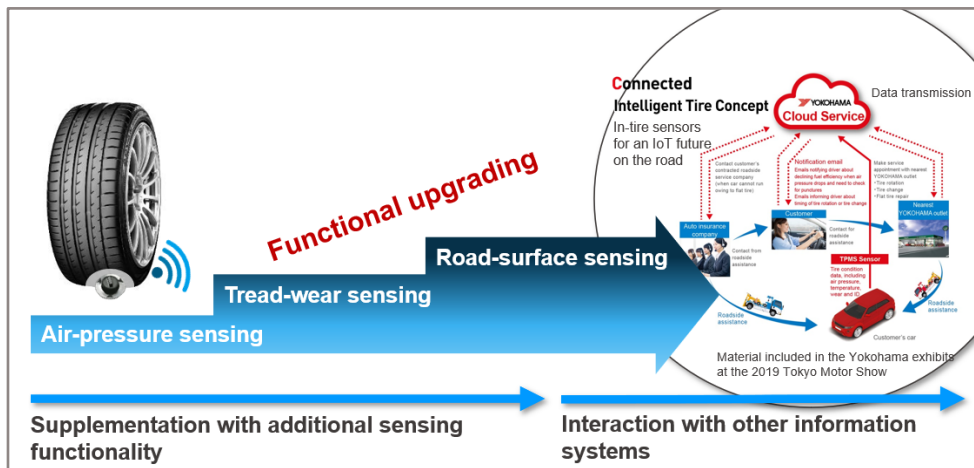 Connected
Intelligent Tire Concept
In-tire sensors
for an IoT future
on the road
YOKOHAMA
Cloud Service
Data transmission
Functional upgrading
Contact customer's
contracted roadside
service company
(when car cannot run
owing to flat tire)
Notification email
Emails notifying driver about
declining fuel efficiency when air
pressure drops and need to check
for punctures
Emails informing driver about
timing of tire rotation or tire change
Make service
appointment with nearest
YOKOHAMA outlet
•Tire rotation
•Tire change
•Flat tire repair
Auto insurance
company
Customer
Nearest
YOKOHAMA outlet
Contact from
roadside
assistance
Contact for
roadside
assistance
TPMS Sensor
Tire condition
data, including
air pressure,
temperature,
wear and ID
Roadside
assistance
Roadside
assistance
Customer's car
Road-surface sensing
Tread-wear sensing
Air-pressure sensing
Material included in the Yokohama exhibits
at the 2019 Tokyo Motor Show
Supplementation with additional sensing
functionality
Interaction with other information
systems